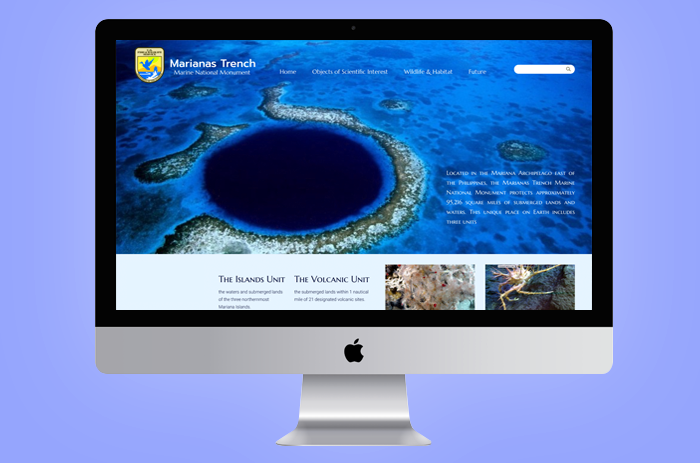 Marianas Trench
Marine National Monument
Home Objects of Scientific Interest Wildlife & Habitat Future
Located in the Mariana Archipelago east of
the Philippines, the Marianas Trench Marine
National Monument protects approximately
95,216 square miles of submerged lands and
waters. This unique place on Earth includes
three units
The Islands Unit
the waters and submerged lands
of the three northernmost
Mariana Islands
The Volcanic Unit
the submerged lands within 1 nautical
mile of 21 designated volcanic sites.